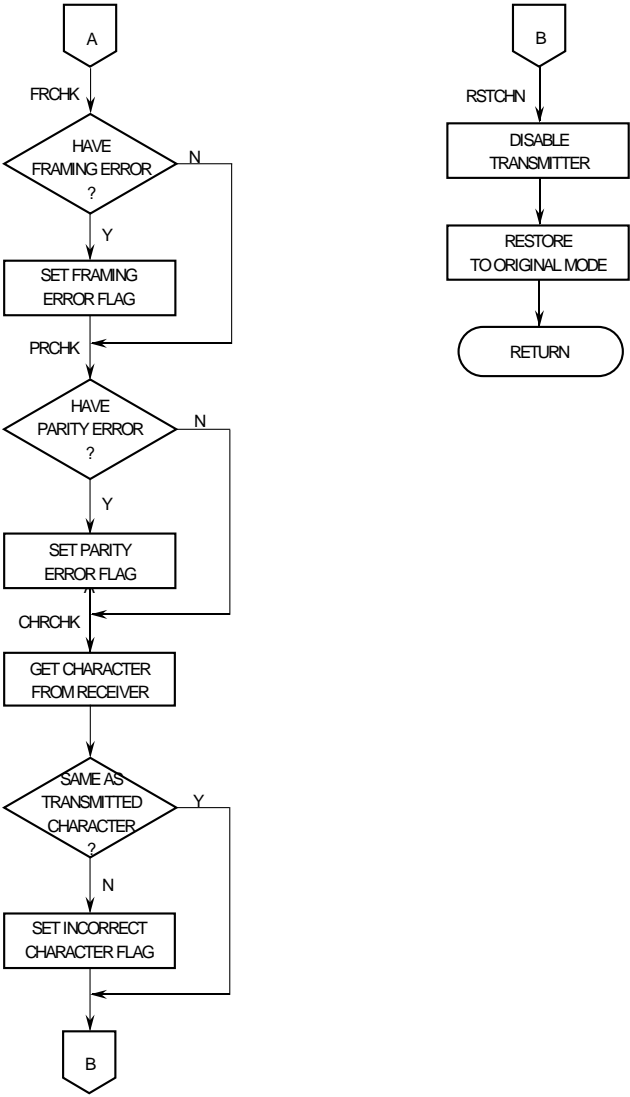 A
FRCHK
HAVE
FRAMING ERROR
?
N
Y
SET FRAMING
ERROR FLAG
PRCHK
HAVE
PARITY ERROR
?
N
Y
SET PARITY
ERROR FLAG
CHRCHK
GET CHARACTER
FROM RECEIVER
SAME AS
TRANSMITTED
CHARACTER
?
Y
N
SET INCORRECT
CHARACTER FLAG
B
B
RSTCHN
DISABLE
TRANSMITTER
RESTORE
TO ORIGINAL MODE
RETURN